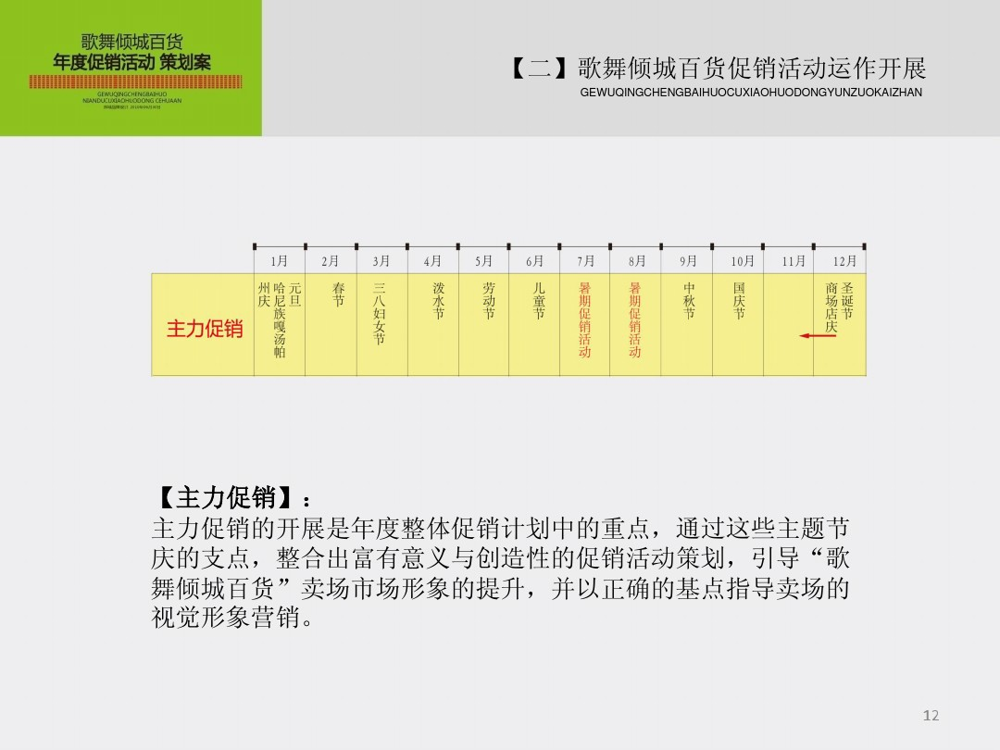 歌舞倾城百货
年度促销活动 策划案
GEWUQINGCHENGBAIHUO
NIANDUCUXIAOHUODONG CEHUAAN
【二】歌舞倾城百货促销活动运作开展
GEWUQINGCHENGBAIHUOCUXIAOHUODONGYUNZUOKAIZHAN
1月 2月 3月 4月 5月 6月 7月 8月 9月 10月 11月 12月
主力促销
元旦
哈尼族嘎汤帕
州庆
春节
三八妇女节
泼水节
劳动节
儿童节
暑期促销活动
暑期促销活动
中秋节
国庆节
圣诞节
商场店庆
【主力促销】：
主力促销的开展是年度整体促销计划中的重点，通过这些主题节
庆的支点，整合出富有意义与创造性的促销活动策划，引导“歌
舞倾城百货”卖场市场形象的提升，并以正确的基点指导卖场的
视觉形象营销。
12